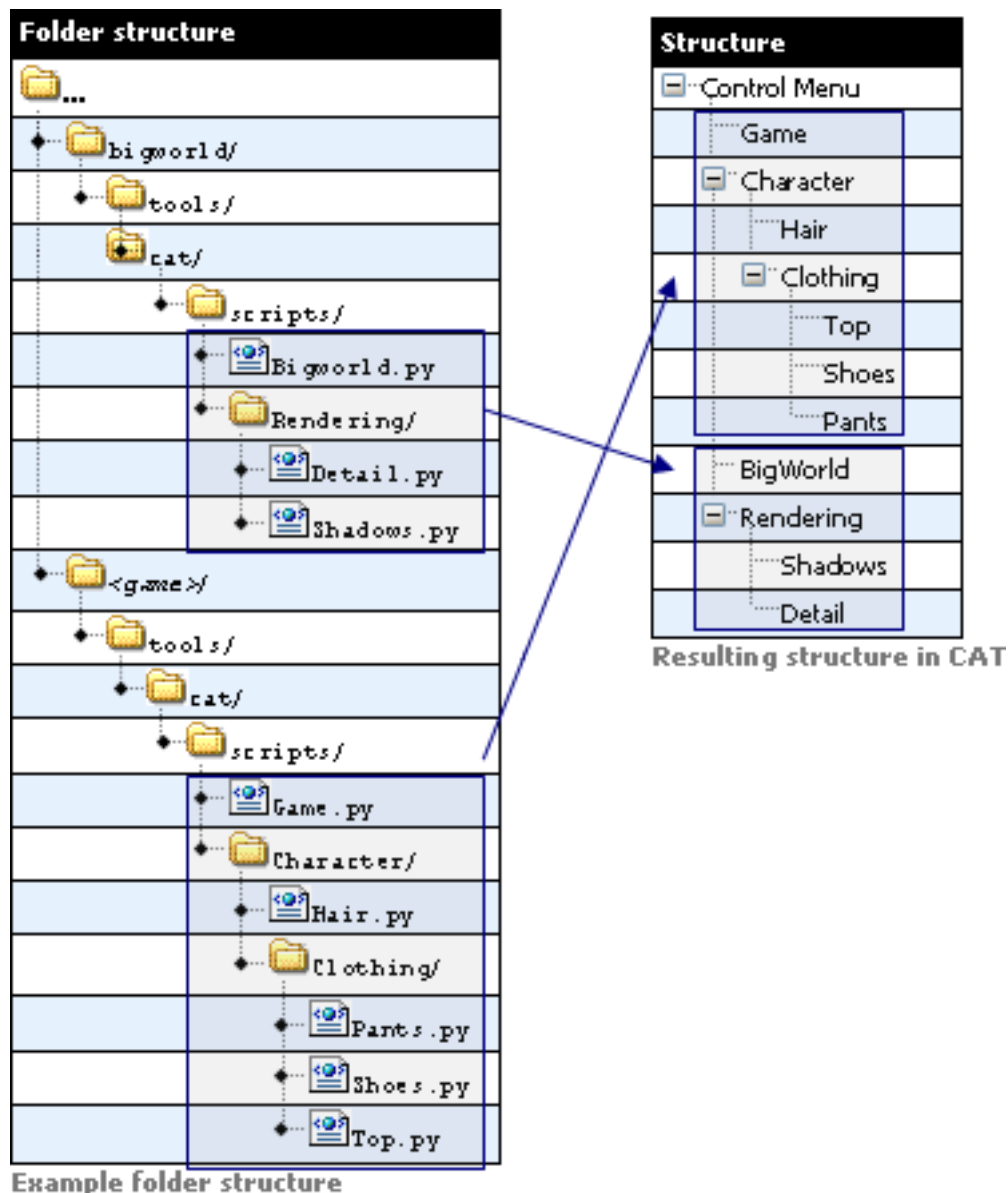 Folder structure
...
bigworld/
tools/
cat/
scripts/
Bigworld.py
Rendering/
Detail.py
Shadows.py
<game>/
tools/
cat/
scripts/
Game.py
Character/
Hair.py
Clothing/
Pants.py
Shoes.py
Top.py
Example folder structure
Structure
Control Menu
Game
Character
Hair
Clothing
Top
Shoes
Pants
BigWorld
Rendering
Shadows
Detail
Resulting structure in CAT